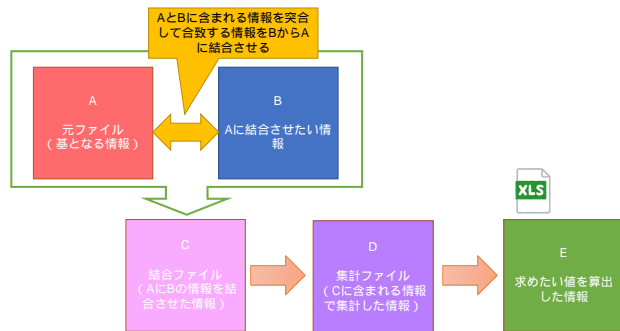 AとBに含まれる情報を突合
して合致する情報をBからA
に結合させる
A
元ファイル
(基となる情報)
B
Aに結合させたい情
報
XLS
C
結合ファイル
(AにBの情報を結
合させた情報)
D
集計ファイル
(Cに含まれる情報
で集計した情報)
E
求めたい値を算出
した情報